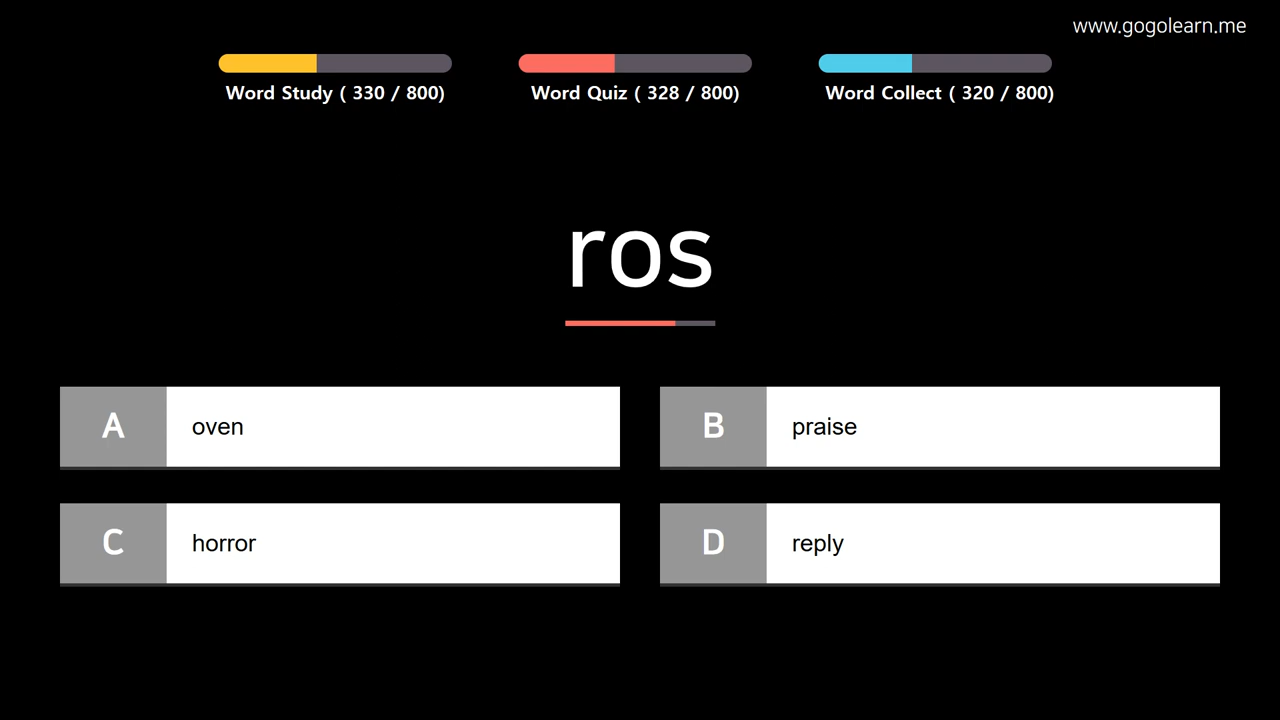 www.gogolearn.me
Word Study ( 330 / 800)
Word Quiz ( 328 / 800)
Word Collect ( 320 / 800)
ros
A oven
B praise
C horror
D reply